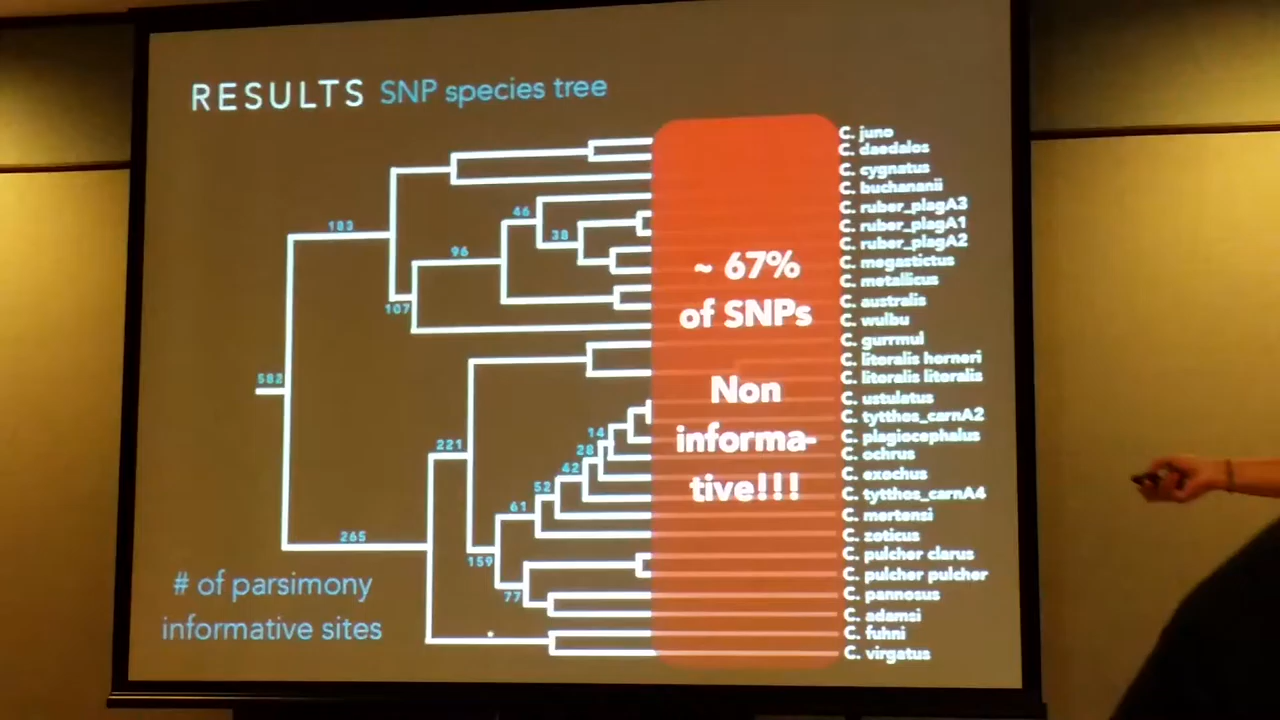 RESULTS SNP species tree
C. juno
C. daedalos
C. cygnatus
C. buchananii
C. ruber_plagA3
C. ruber_plagA1
C. ruber_plagA2
C. megastictus
C. metallicus
C. australis
C. wulbu
C. gurrmul
C. litoralis horneri
C. litoralis litoralis
C. ustulatus
C. tytthos_carnA2
C. plagiocephalus
C. ochrus
C. exochus
C. tytthos_carnA4
C. mertensi
C. zoticus
C. pulcher clarus
C. pulcher pulcher
C. pannosus
C. adamsi
C. fuhni
C. virgatus
~ 67%
of SNPs
Non
informa-
tive!!!
46
183
38
96
107
582
14
221
28
42
52
61
265
159
77
# of parsimony
informative sites